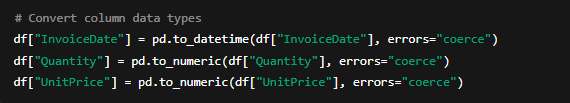 # Convert column data types
df["InvoiceDate"] = pd.to_datetime(df["InvoiceDate"], errors="coerce")
df["Quantity"] = pd.to_numeric(df["Quantity"], errors="coerce")
df["UnitPrice"] = pd.to_numeric(df["UnitPrice"], errors="coerce")